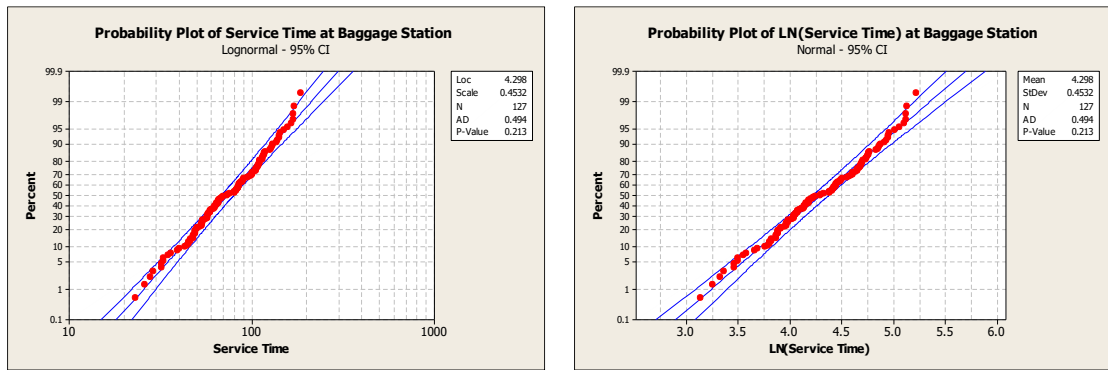 Probability Plot of Service Time at Baggage Station
Lognormal - 95% CI
99.9
99
95
90
80
70
60
50
40
30
20
10
5
1
0.1
Percent
10
100
1000
Service Time
Loc 4.298
Scale 0.4532
N 127
AD 0.494
P-Value 0.213
Probability Plot of LN(Service Time) at Baggage Station
Normal - 95% CI
99.9
99
95
90
80
70
60
50
40
30
20
10
5
1
0.1
Percent
3.0
3.5
4.0
4.5
5.0
5.5
6.0
LN(Service Time)
Mean 4.298
StDev 0.4532
N 127
AD 0.494
P-Value 0.213